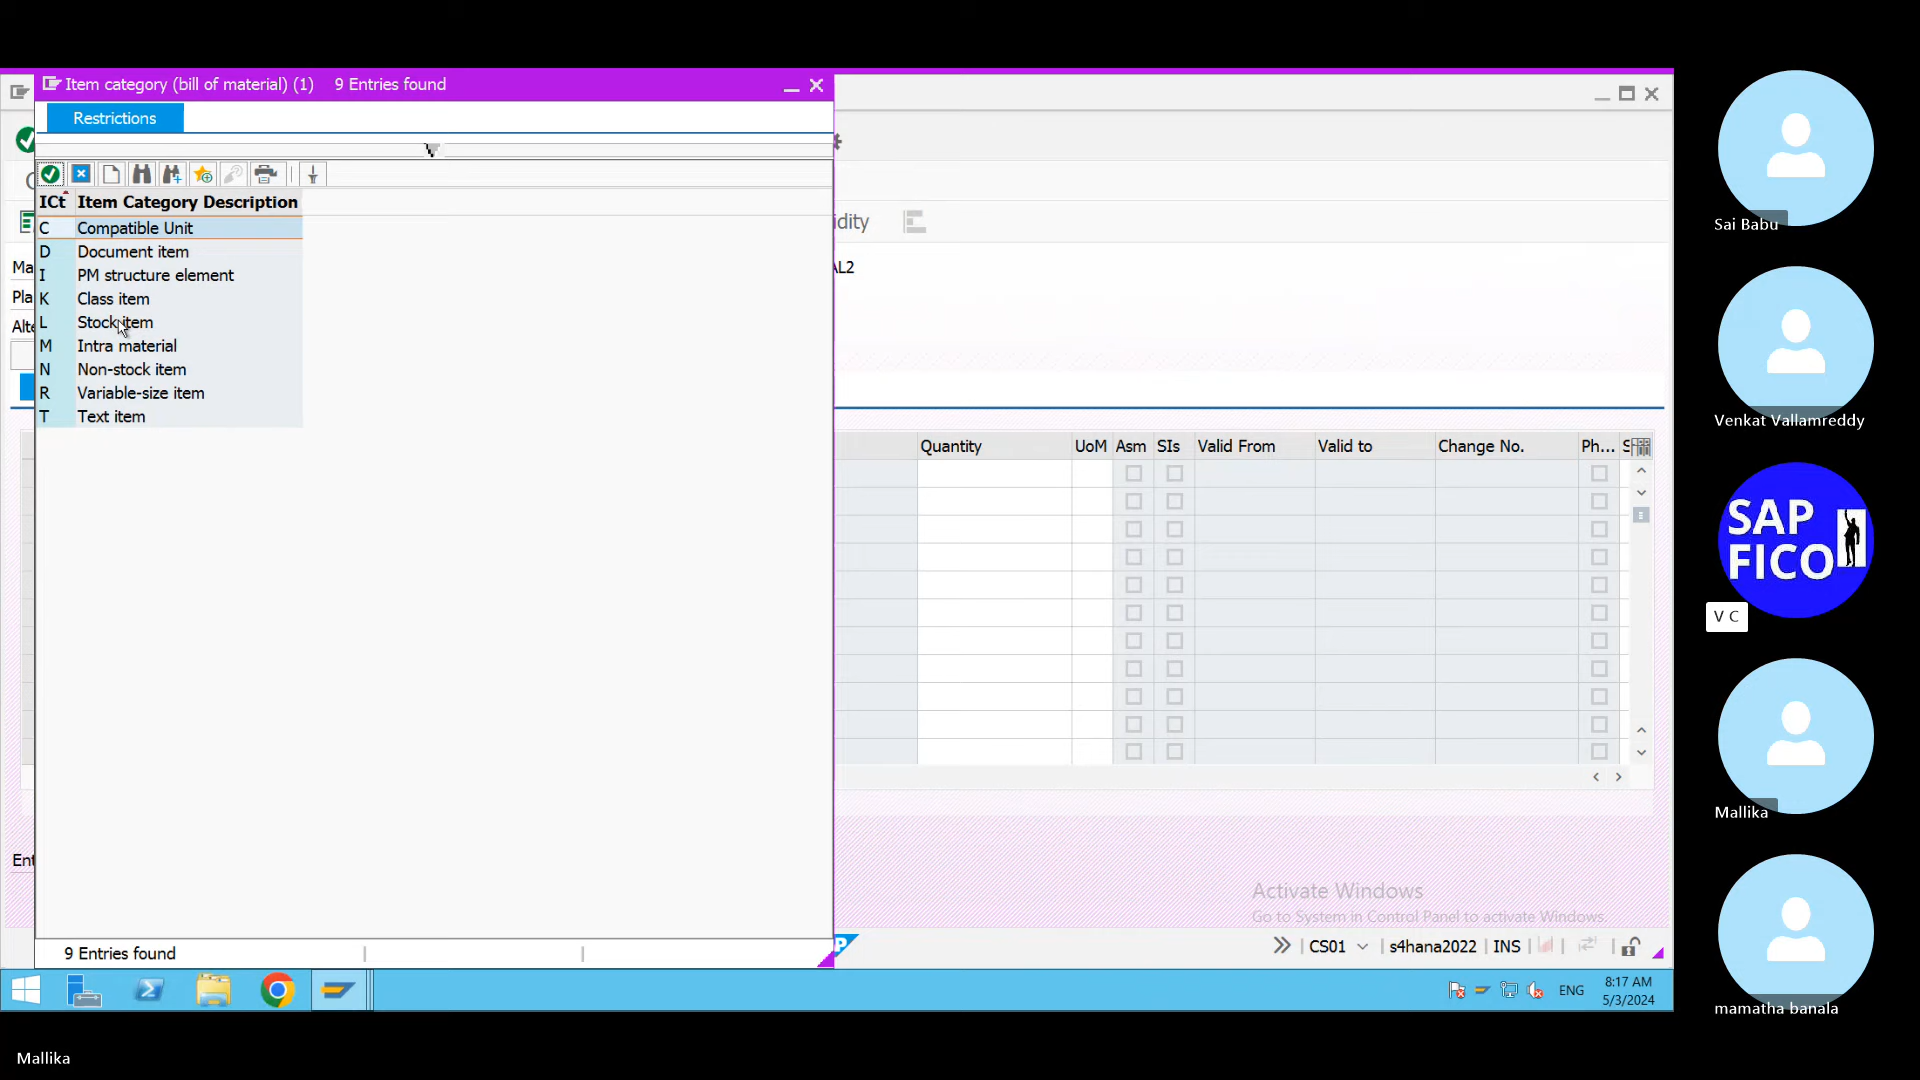 Item category (bill of material) (1) 9 Entries found
Restrictions
ICt Item Category Description
C Compatible Unit
D Document item
I PM structure element
K Class item
L Stock item
M Intra material
N Non-stock item
R Variable-size item
T Text item
9 Entries found
Ma
Pla
Alte
Ent
idity
AL2
Quantity UoM Asm SIs Valid From Valid to Change No. Ph... S
Activate Windows
Go to System in Control Panel to activate Windows.
CS01 s4hana2022 INS
ENG
8:17 AM
5/3/2024
Sai Babu
Venkat Vallamreddy
SAP
FICO
V C
Mallika
mamatha banala
Mallika